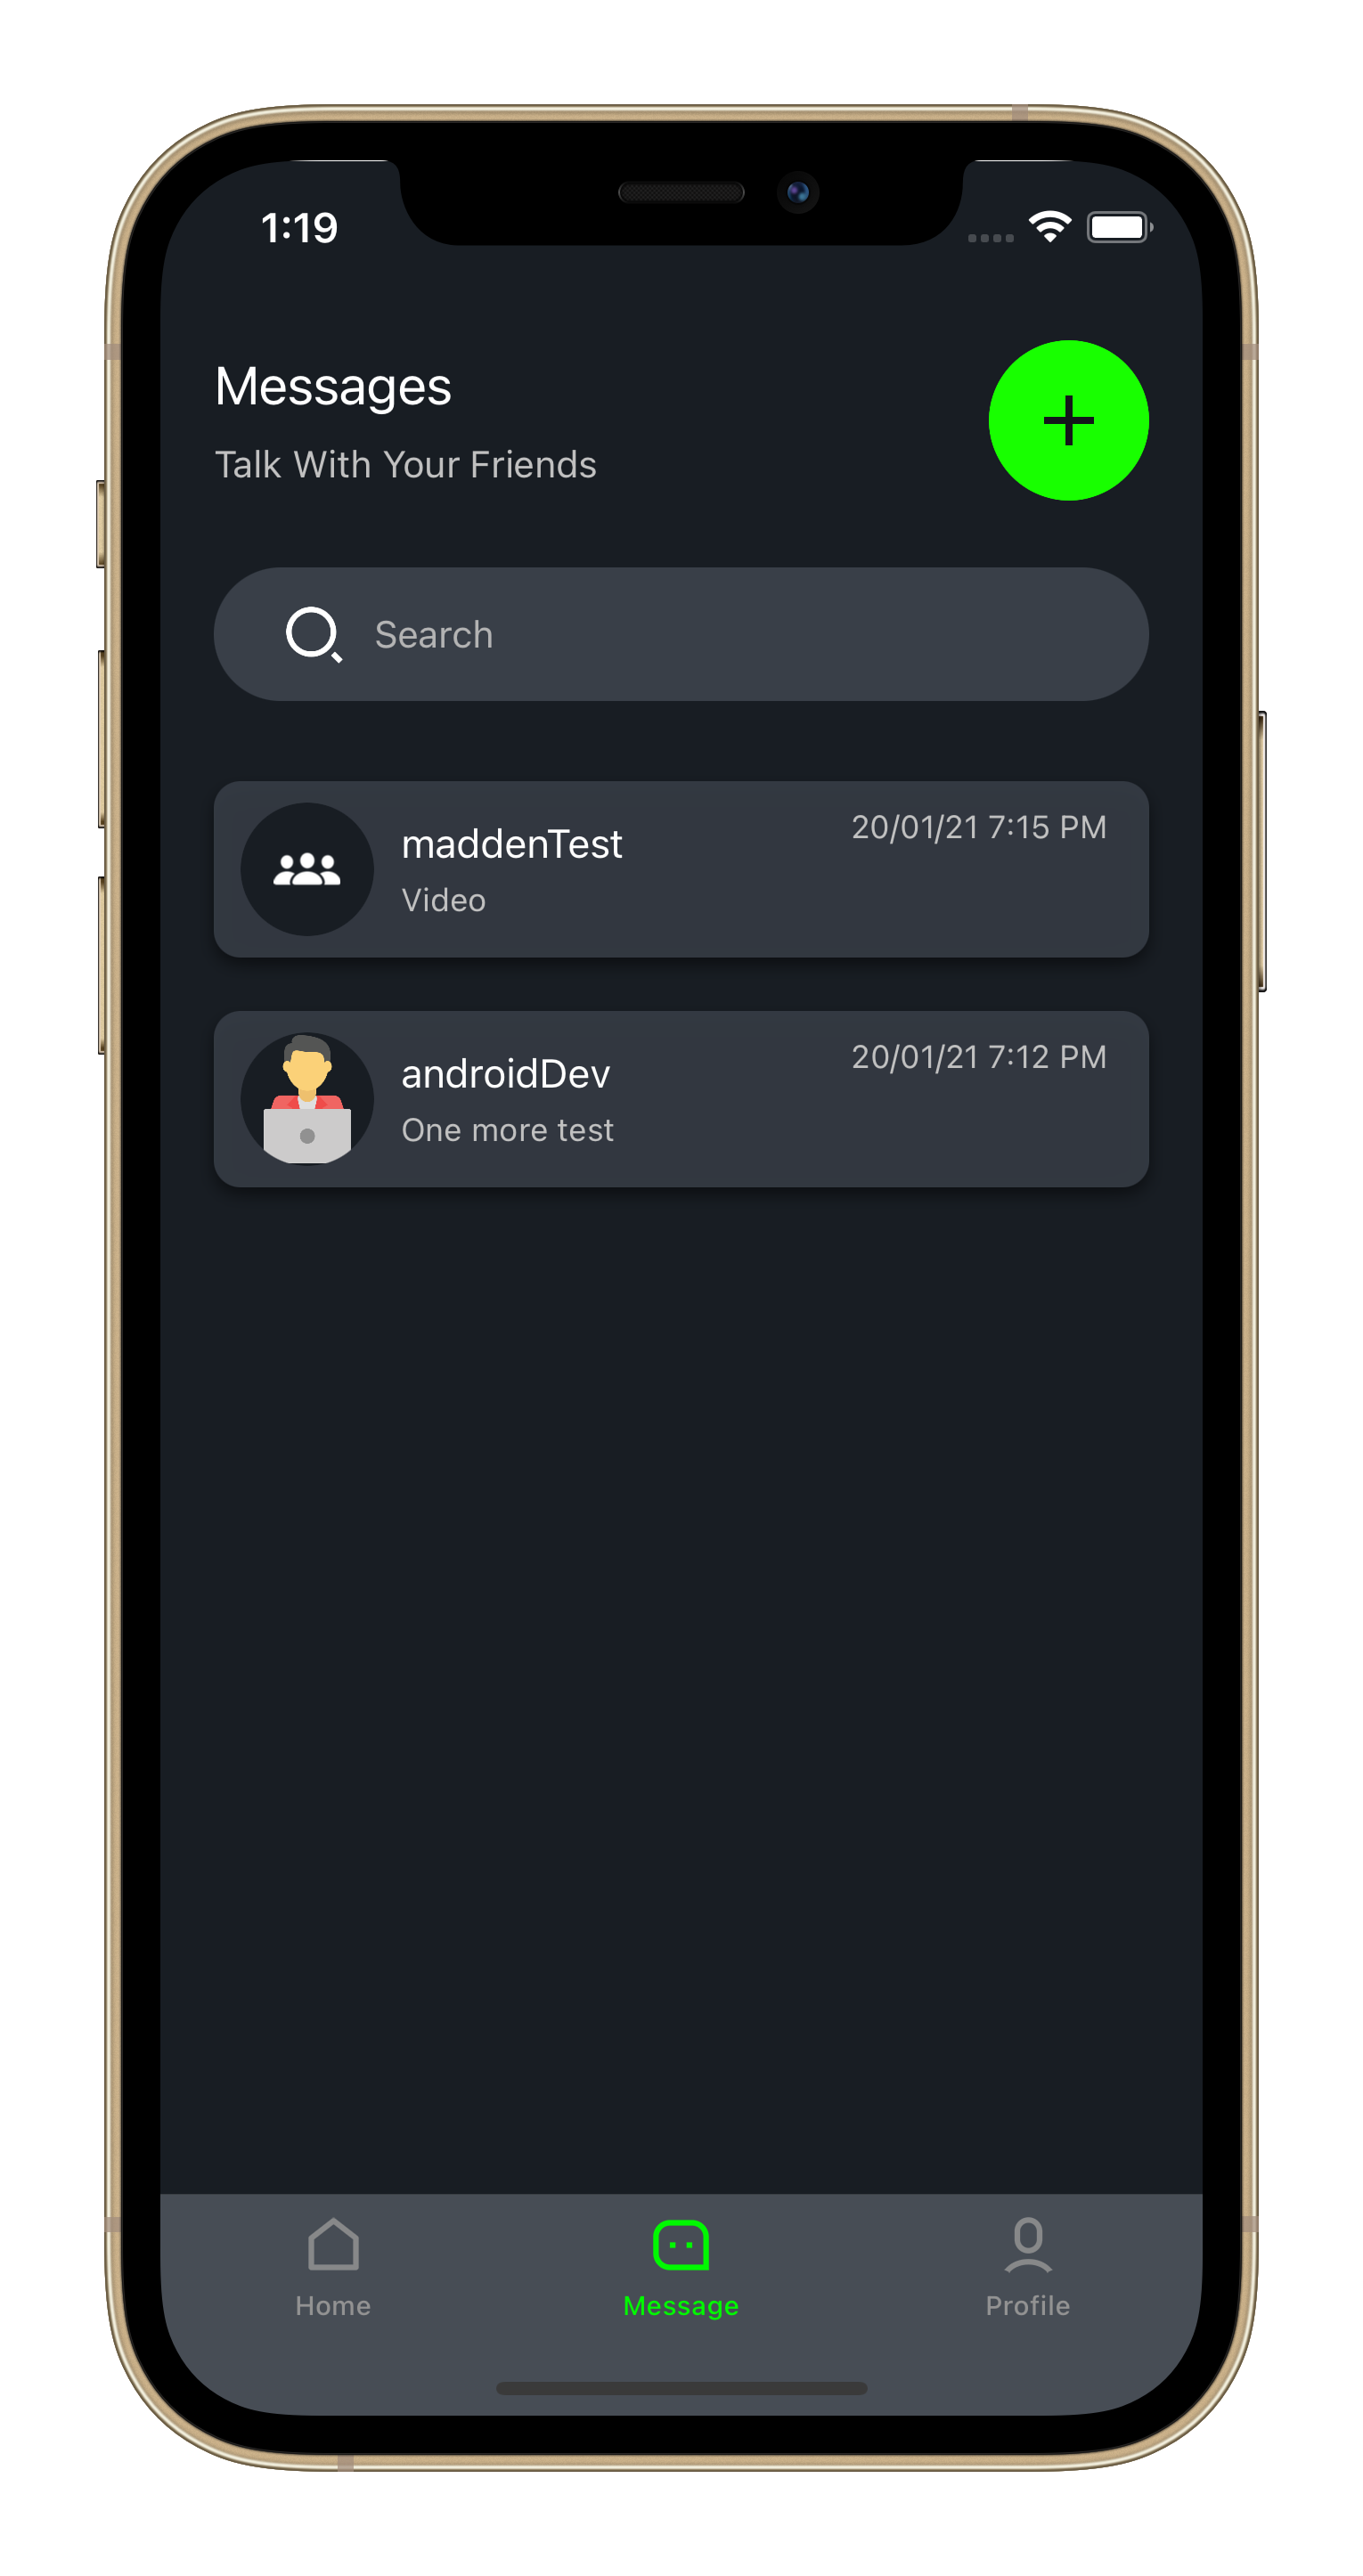 1:19
Messages
Talk With Your Friends
Search
maddenTest
20/01/21 7:15 PM
Video
androidDev
20/01/21 7:12 PM
One more test
Home
Message
Profile